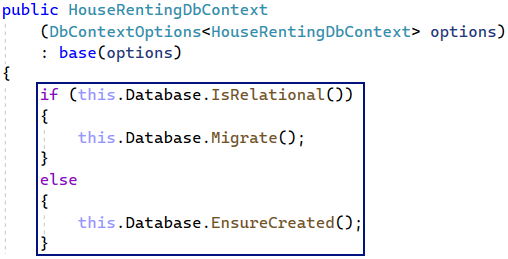 public HouseRentingDbContext
(DbContextOptions<HouseRentingDbContext> options)
: base(options)
{
if (this.Database.IsRelational())
{
this.Database.Migrate();
}
else
{
this.Database.EnsureCreated();
}